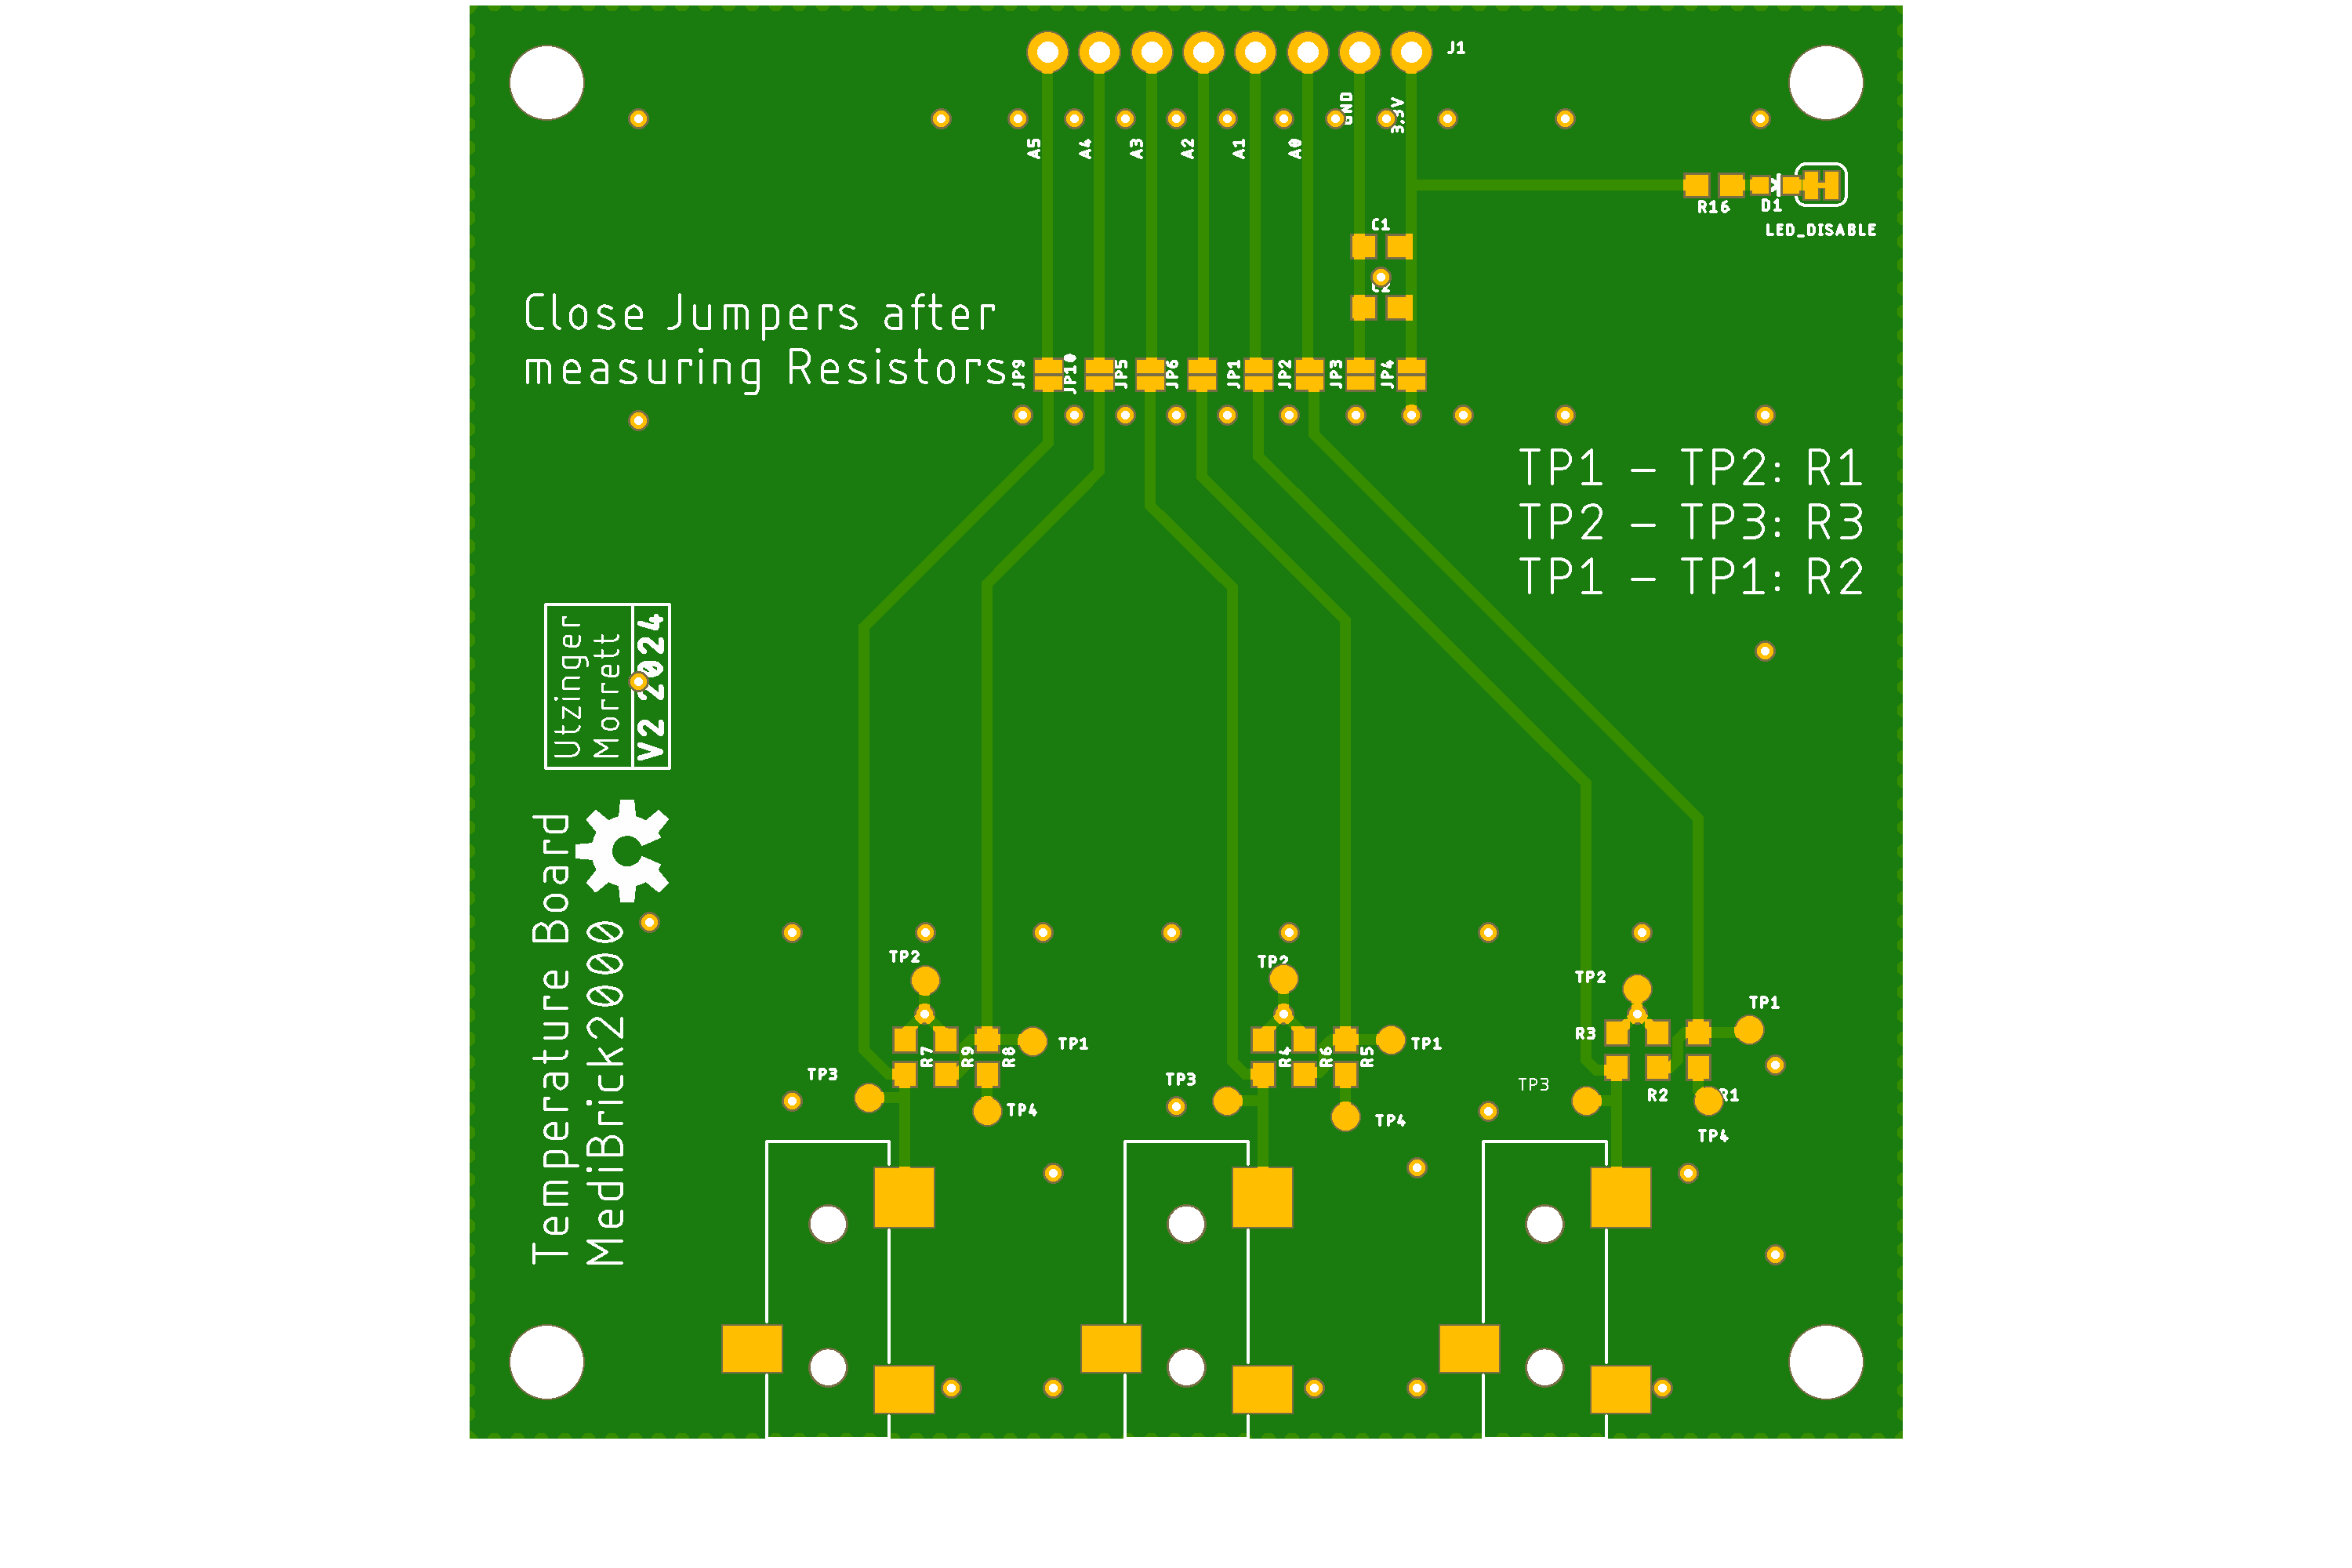 J1
GND
3.3V
A5
A4
A3
A2
A1
A0
R16
D1
LED_DISABLE
C1
C2
Close Jumpers after
measuring Resistors
JP9
JP10
JP5
JP6
JP1
JP2
JP3
JP4
TP1 - TP2: R1
TP2 - TP3: R3
TP1 - TP1: R2
Utzinger
Morrett
V2 2024
Temperature Board
MediBrick2000
TP2
R7
R9
R8
TP1
TP3
TP4
TP2
R4
R6
R5
TP1
TP3
TP4
TP2
TP1
R3
TP3
R2
R1
TP4